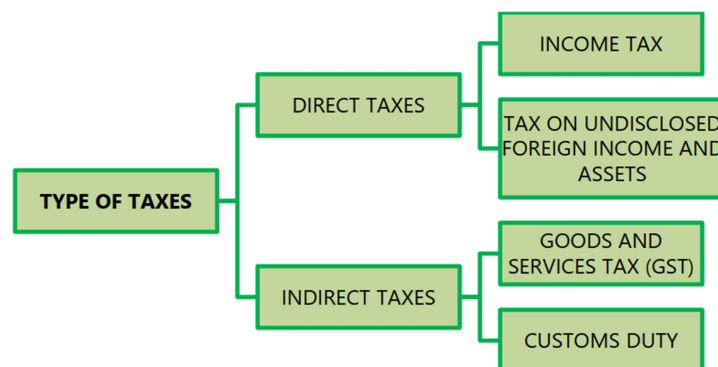 INCOME TAX
DIRECT TAXES
TAX ON UNDISCLOSED
FOREIGN INCOME AND
ASSETS
TYPE OF TAXES
GOODS AND
SERVICES TAX (GST)
INDIRECT TAXES
CUSTOMS DUTY